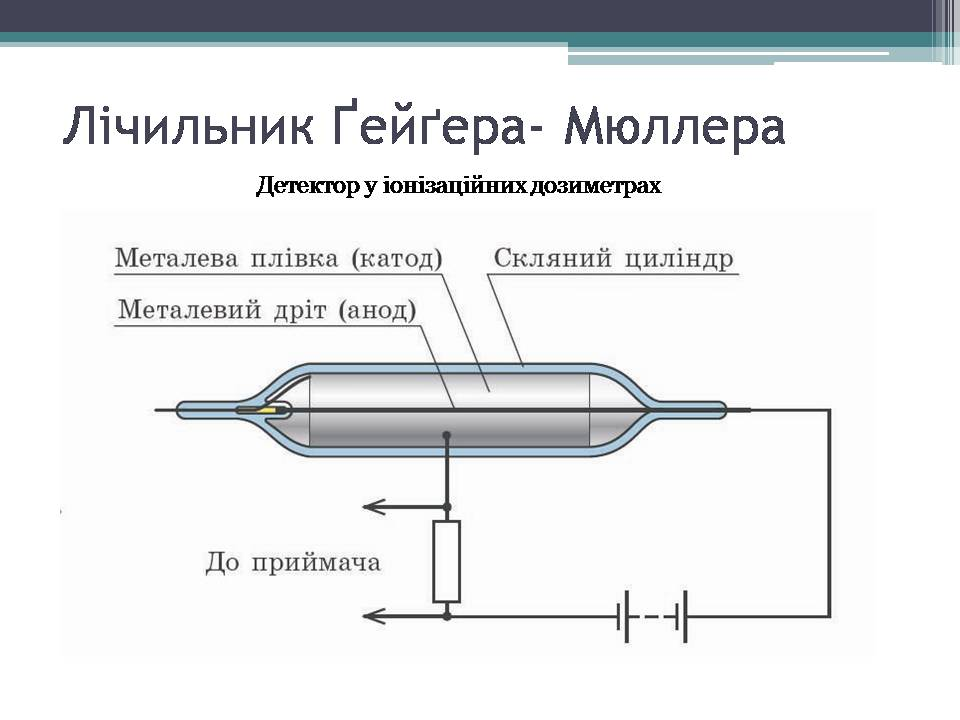 Лічильник Ґейґера- Мюллера
Детектор у іонізаційних дозиметрах
Металева плівка (катод)
Скляний циліндр
Металевий дріт (анод)
До приймача